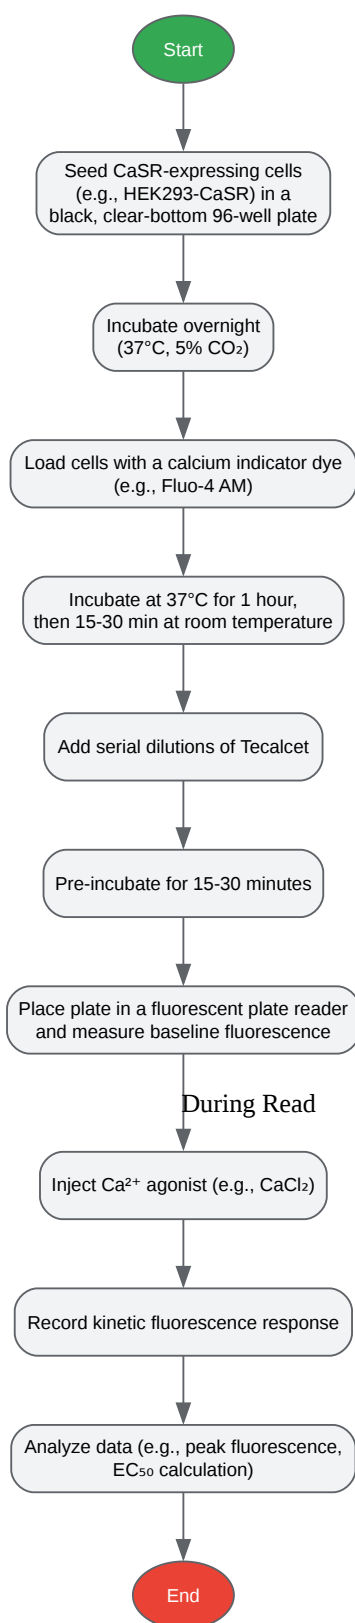 Start
Seed CaSR-expressing cells
(e.g., HEK293-CaSR) in a
black, clear-bottom 96-well plate
Incubate overnight
(37°C, 5% CO₂)
Load cells with a calcium indicator dye
(e.g., Fluo-4 AM)
Incubate at 37°C for 1 hour,
then 15-30 min at room temperature
Add serial dilutions of Tecalcet
Pre-incubate for 15-30 minutes
Place plate in a fluorescent plate reader
and measure baseline fluorescence
During Read
Inject Ca²⁺ agonist (e.g., CaCl₂)
Record kinetic fluorescence response
Analyze data (e.g., peak fluorescence,
EC₅₀ calculation)
End